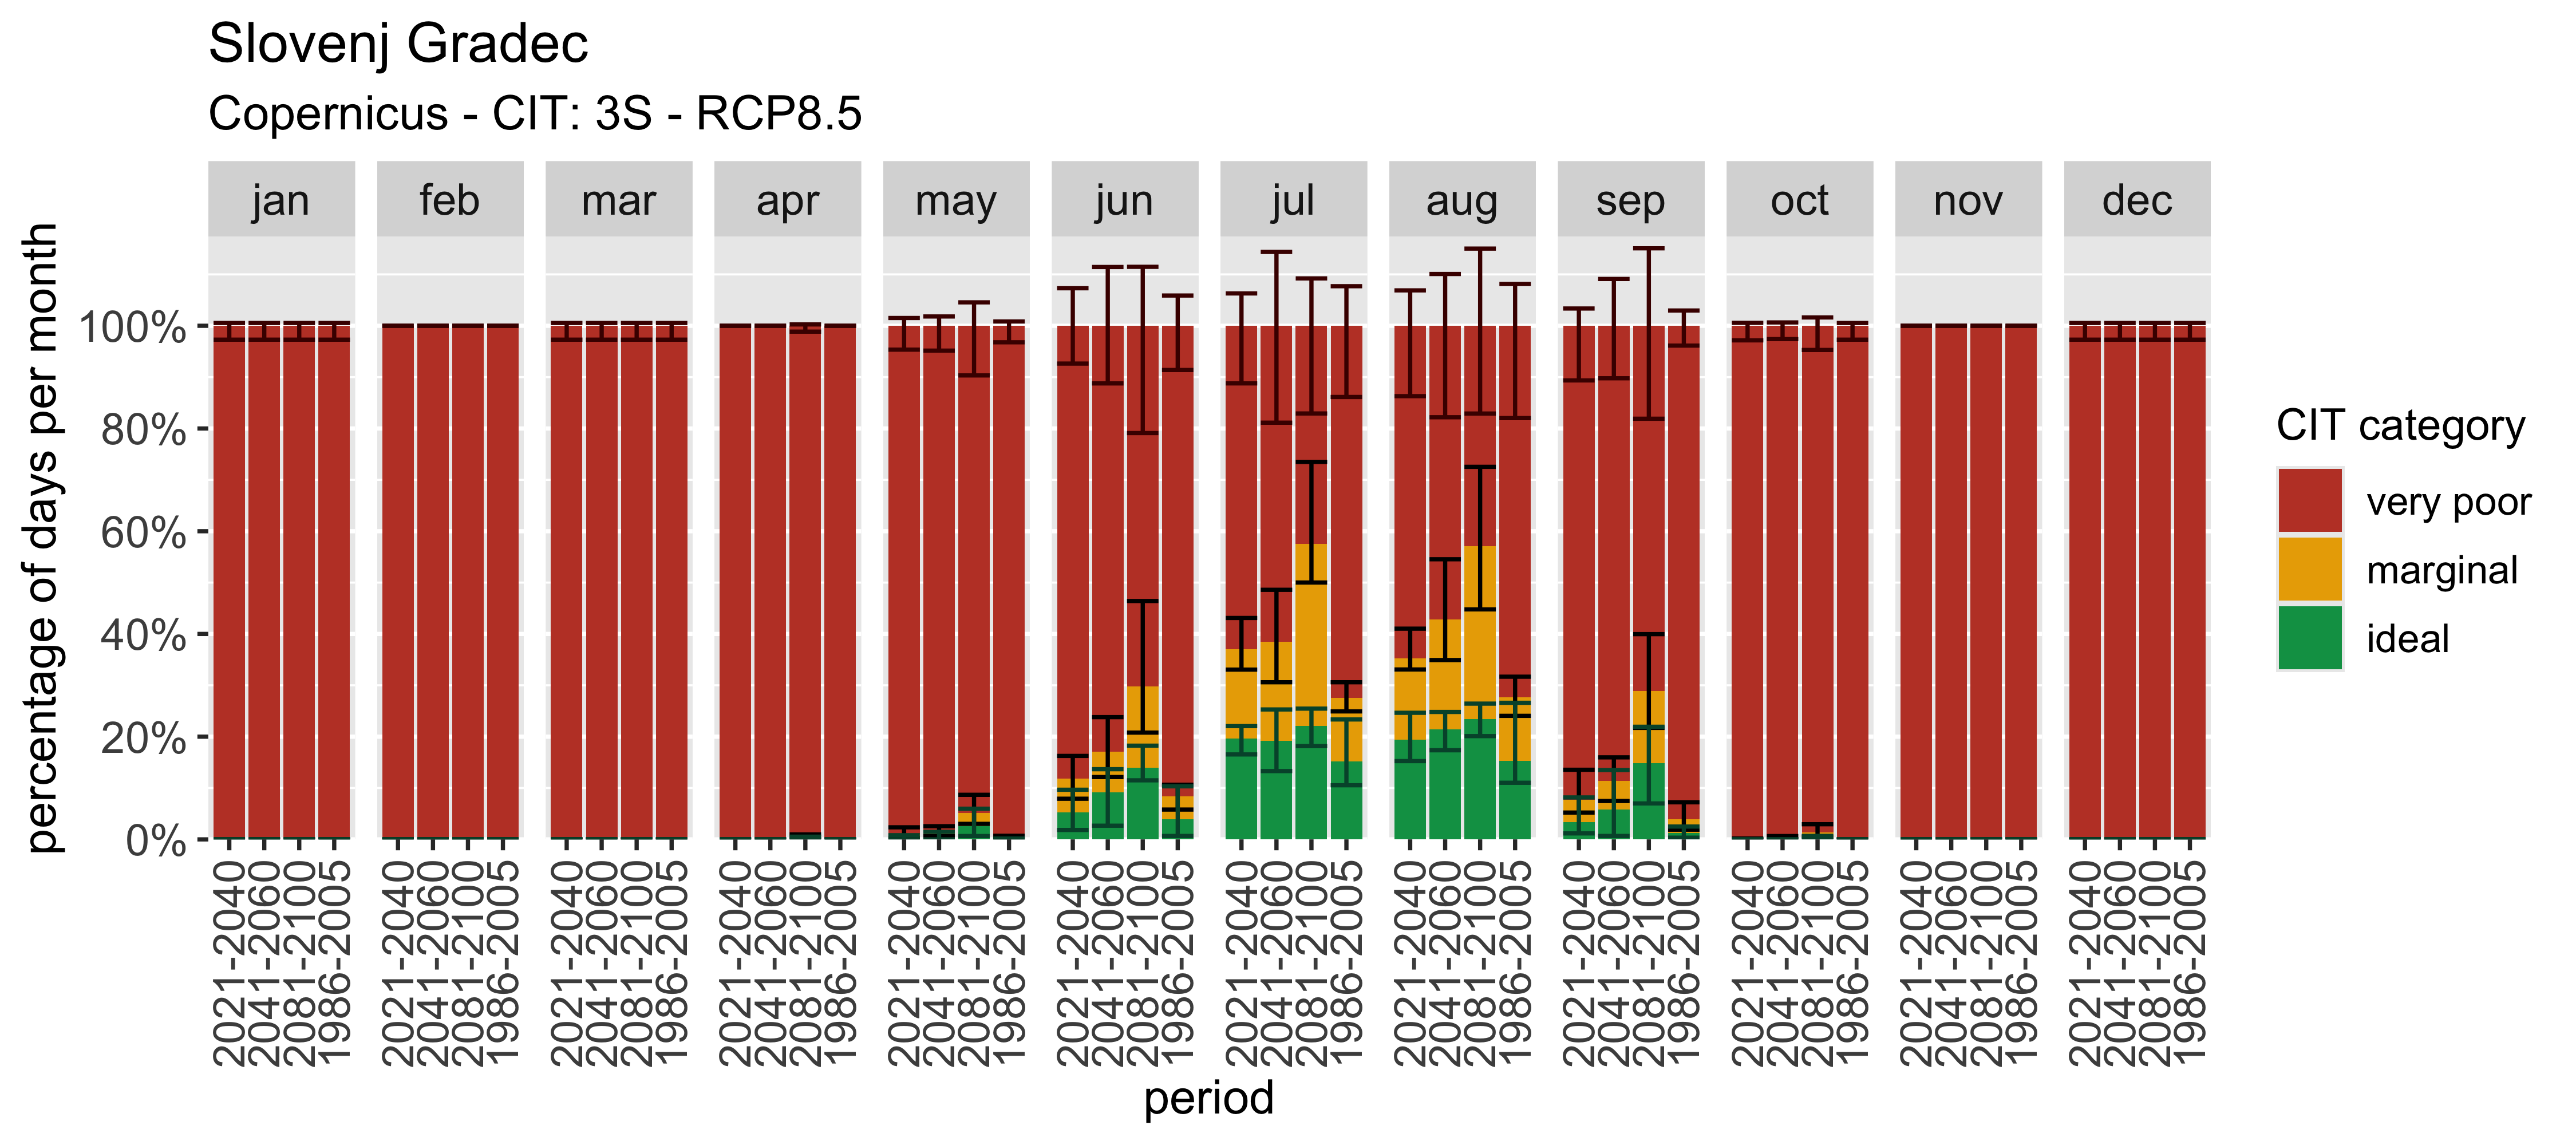 Slovenj Gradec
Copernicus - CIT: 3S - RCP8.5
jan feb mar apr may jun jul aug sep oct nov dec
percentage of days per month
100%
80%
60%
40%
20%
0%
2021-2040 2041-2060 2081-2100 1986-2005 2021-2040 2041-2060 2081-2100 1986-2005 2021-2040 2041-2060 2081-2100 1986-2005 2021-2040 2041-2060 2081-2100 1986-2005 2021-2040 2041-2060 2081-2100 1986-2005 2021-2040 2041-2060 2081-2100 1986-2005 2021-2040 2041-2060 2081-2100 1986-2005 2021-2040 2041-2060 2081-2100 1986-2005 2021-2040 2041-2060 2081-2100 1986-2005 2021-2040 2041-2060 2081-2100 1986-2005 2021-2040 2041-2060 2081-2100 1986-2005 2021-2040 2041-2060 2081-2100 1986-2005
period
CIT category
very poor
marginal
ideal